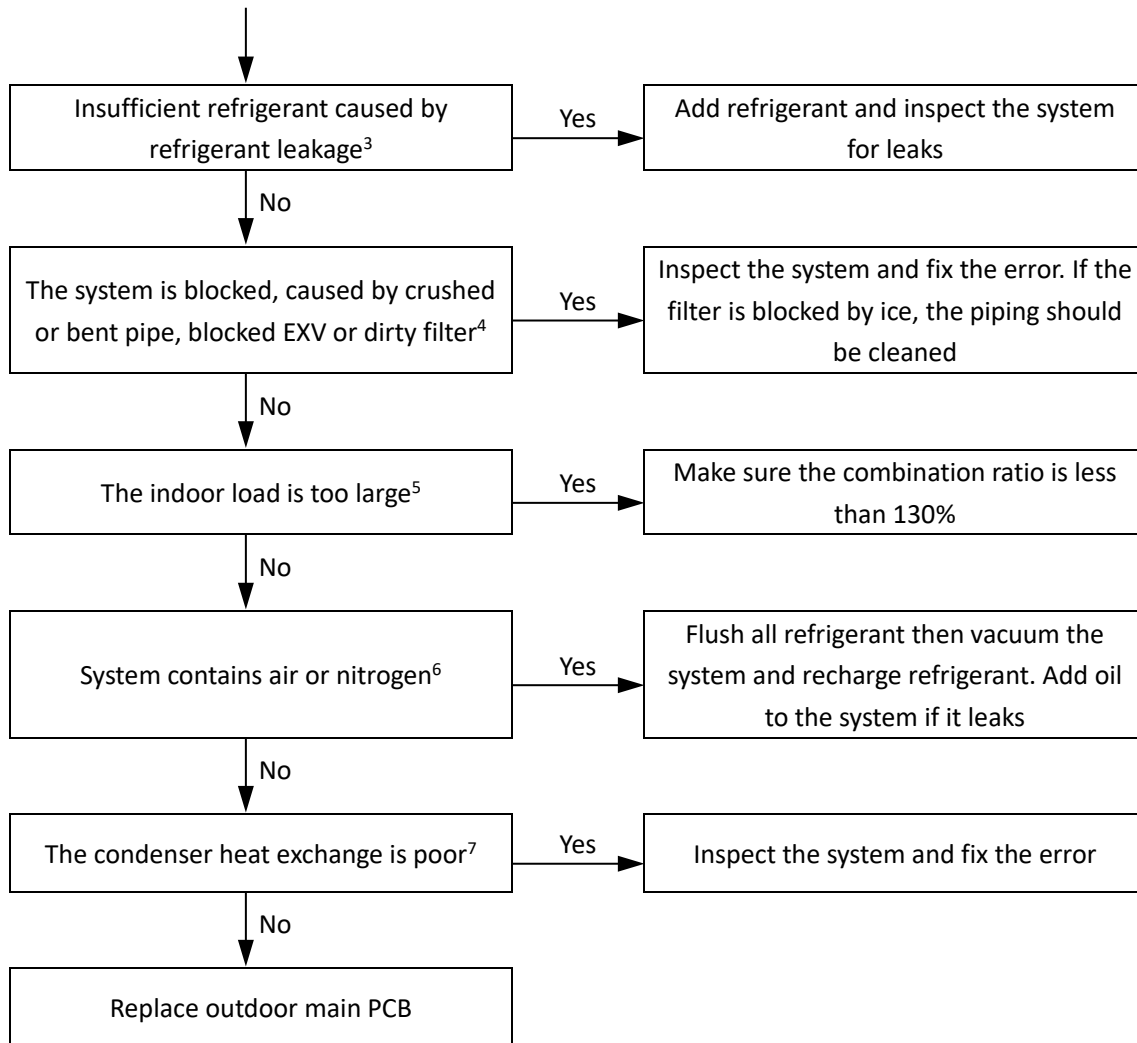 Insufficient refrigerant caused by
refrigerant leakage³
Yes
Add refrigerant and inspect the system
for leaks
No
The system is blocked, caused by crushed
or bent pipe, blocked EXV or dirty filter⁴
Yes
Inspect the system and fix the error. If the
filter is blocked by ice, the piping should
be cleaned
No
The indoor load is too large⁵
Yes
Make sure the combination ratio is less
than 130%
No
System contains air or nitrogen⁶
Yes
Flush all refrigerant then vacuum the
system and recharge refrigerant. Add oil
to the system if it leaks
No
The condenser heat exchange is poor⁷
Yes
Inspect the system and fix the error
No
Replace outdoor main PCB